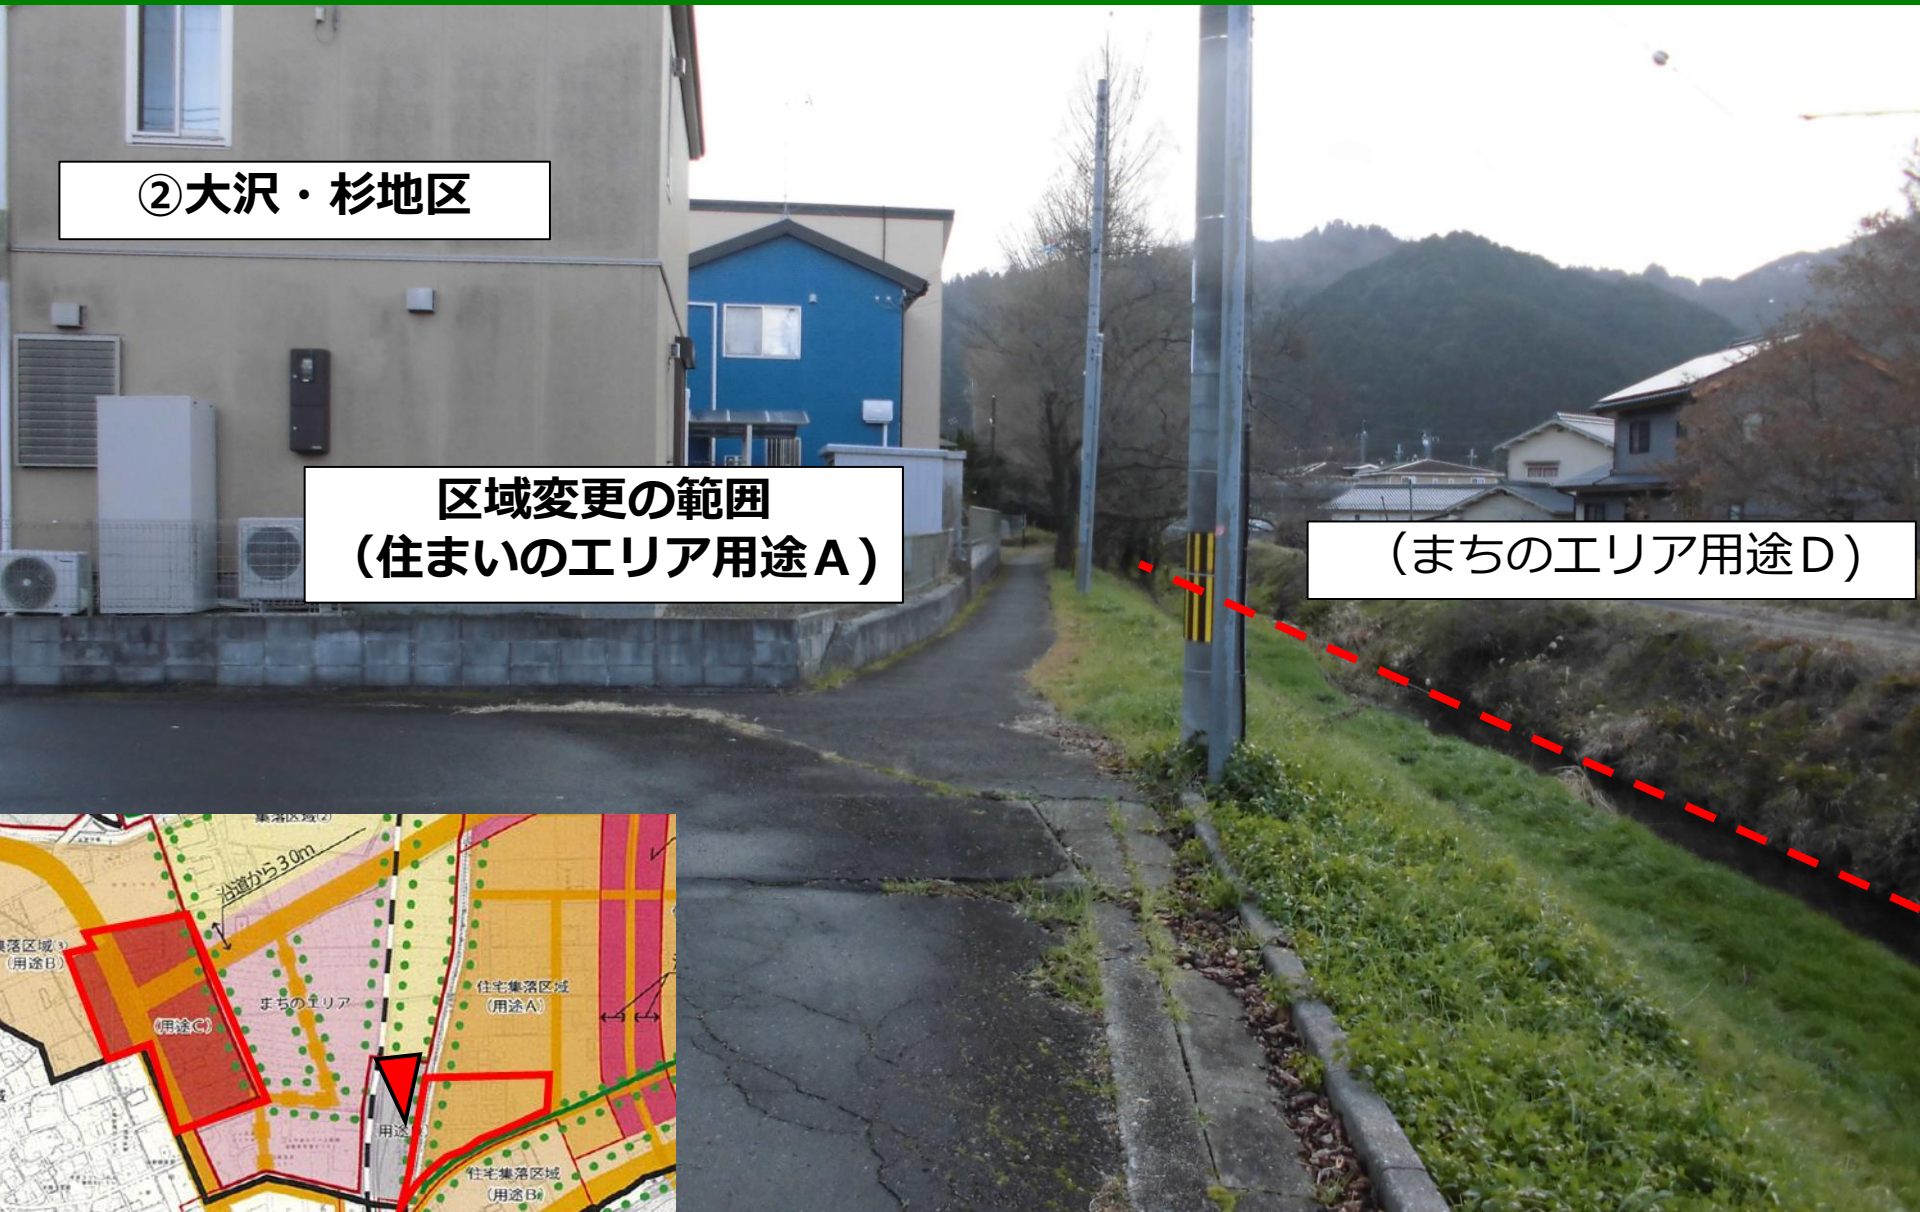 ②大沢・杉地区
区域変更の範囲
（住まいのエリア用途Ａ)
（まちのエリア用途Ｄ)
集落区域(2)
沿道から30m
集落区域(3)
(用途B)
まちのエリア
(用途C)
住宅集落区域
(用途A)
用途
住宅集落区域
(用途B)